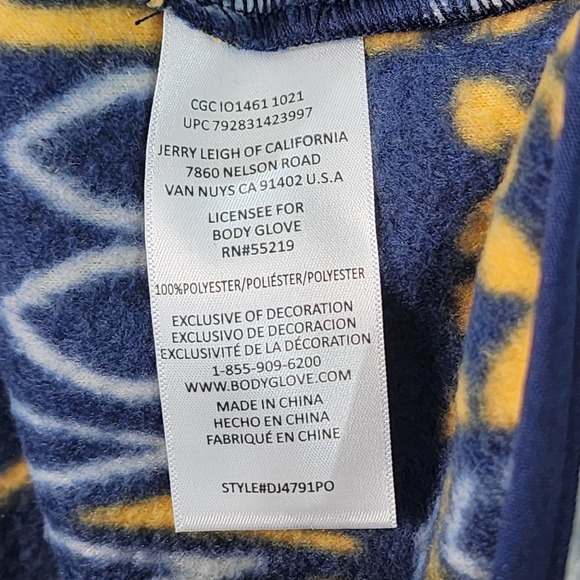 CGC IO1461 1021
UPC 792831423997
JERRY LEIGH OF CALIFORNIA
7860 NELSON ROAD
VAN NUYS CA 91402 U.S.A
LICENSEE FOR
BODY GLOVE
RN#55219
100%POLYESTER/POLIÉSTER/POLYESTER
EXCLUSIVE OF DECORATION
EXCLUSIVO DE DECORACION
EXCLUSIVITÉ DE LA DÉCORATION
1-855-909-6200
WWW.BODYGLOVE.COM
MADE IN CHINA
HECHO EN CHINA
FABRIQUÉ EN CHINE
STYLE#DJ4791PO